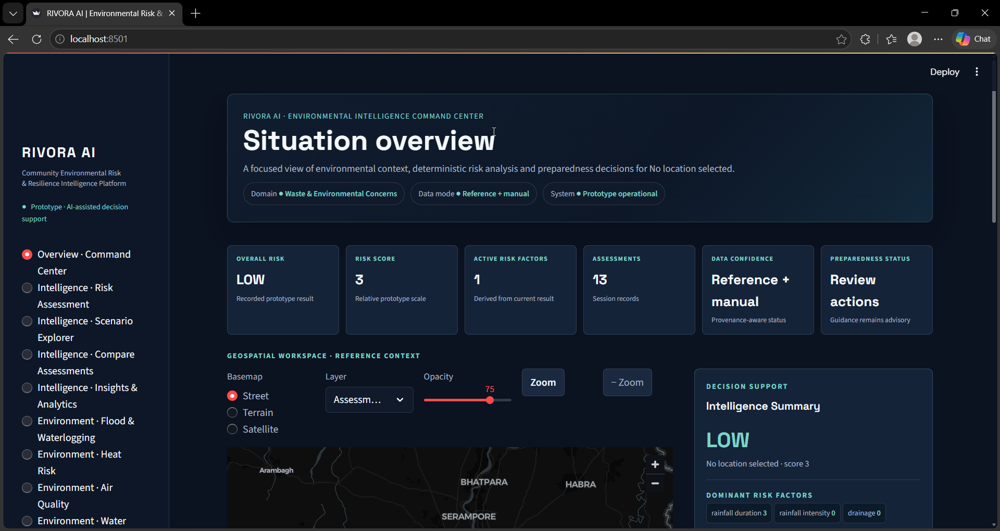 RIVORA AI | Environmental Risk &
localhost:8501
Chat
Deploy
RIVORA AI
Community Environmental Risk
& Resilience Intelligence Platform
Prototype · AI-assisted decision
support
Overview · Command
Center
Intelligence · Risk
Assessment
Intelligence · Scenario
Explorer
Intelligence · Compare
Assessments
Intelligence · Insights &
Analytics
Environment · Flood &
Waterlogging
Environment · Heat
Risk
Environment · Air
Quality
Environment · Water
RIVORA AI · ENVIRONMENTAL INTELLIGENCE COMMAND CENTER
Situation overview
A focused view of environmental context, deterministic risk analysis and preparedness decisions for No location selected.
Domain ● Waste & Environmental Concerns
Data mode ● Reference + manual
System ● Prototype operational
OVERALL RISK
LOW
Recorded prototype result
RISK SCORE
3
Relative prototype scale
ACTIVE RISK FACTORS
1
Derived from current result
ASSESSMENTS
13
Session records
DATA CONFIDENCE
Reference +
manual
Provenance-aware status
PREPAREDNESS STATUS
Review
actions
Guidance remains advisory
GEOSPATIAL WORKSPACE · REFERENCE CONTEXT
Basemap
Street
Terrain
Satellite
Layer
Assessm...
Opacity
75
Zoom
− Zoom
Arambagh
BHATPARA
HABRA
SERAMPORE
+
−
DECISION SUPPORT
Intelligence Summary
LOW
No location selected · score 3
DOMINANT RISK FACTORS
rainfall duration 3
rainfall intensity 0
drainage 0